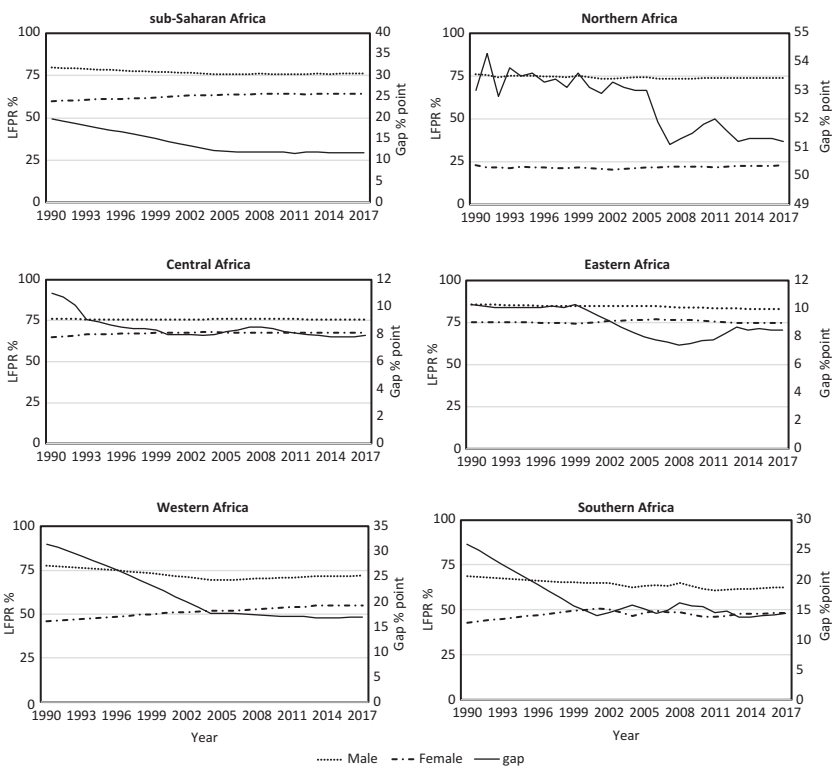 sub-Saharan Africa
100
75
50
25
0
LFPR %
40
35
30
25
20
15
10
5
0
Gap % point
1990 1993 1996 1999 2002 2005 2008 2011 2014 2017
Northern Africa
100
75
50
25
0
LFPR %
55
54
53
52
51
50
49
Gap % point
1990 1993 1996 1999 2002 2005 2008 2011 2014 2017
Central Africa
100
75
50
25
0
LFPR %
12
10
8
6
4
2
0
Gap % point
1990 1993 1996 1999 2002 2005 2008 2011 2014 2017
Eastern Africa
100
75
50
25
0
LFPR %
12
10
8
6
4
2
0
Gap %point
1990 1993 1996 1999 2002 2005 2008 2011 2014 2017
Western Africa
100
75
50
25
0
LFPR %
35
30
25
20
15
10
5
0
Gap % point
1990 1993 1996 1999 2002 2005 2008 2011 2014 2017
Year
Southern Africa
100
75
50
25
0
LFPR %
30
25
20
15
10
5
0
Gap %point
1990 1993 1996 1999 2002 2005 2008 2011 2014 2017
Year
Male Female gap